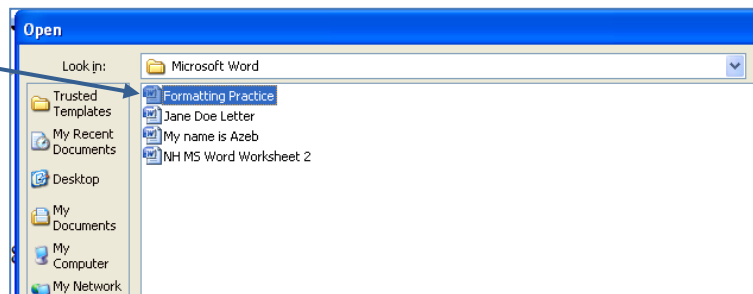 Open
Look in:
Microsoft Word
Trusted
Templates
My Recent
Documents
Desktop
My
Documents
My
Computer
My Network
Formatting Practice
Jane Doe Letter
My name is Azeb
NH MS Word Worksheet 2